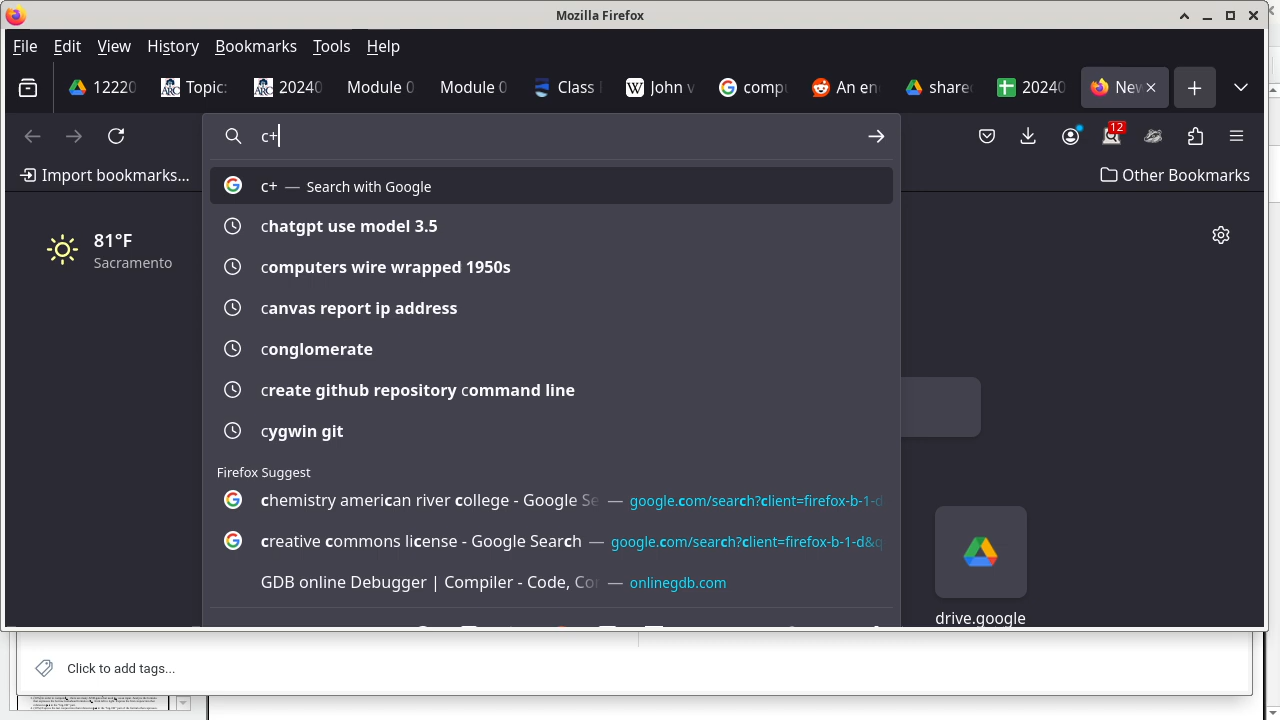 Mozilla Firefox
File Edit View History Bookmarks Tools Help
12220 Topic: 20240 Module 0 Module 0 Class John v compu An en share 20240 New
c+
12
Import bookmarks... Other Bookmarks
c+ — Search with Google
chatgpt use model 3.5
81°F
Sacramento
computers wire wrapped 1950s
canvas report ip address
conglomerate
create github repository command line
cygwin git
Firefox Suggest
chemistry american river college - Google Se — google.com/search?client=firefox-b-1-d
creative commons license - Google Search — google.com/search?client=firefox-b-1-d&q
GDB online Debugger | Compiler - Code, Cor — onlinegdb.com
drive.google
Click to add tags...